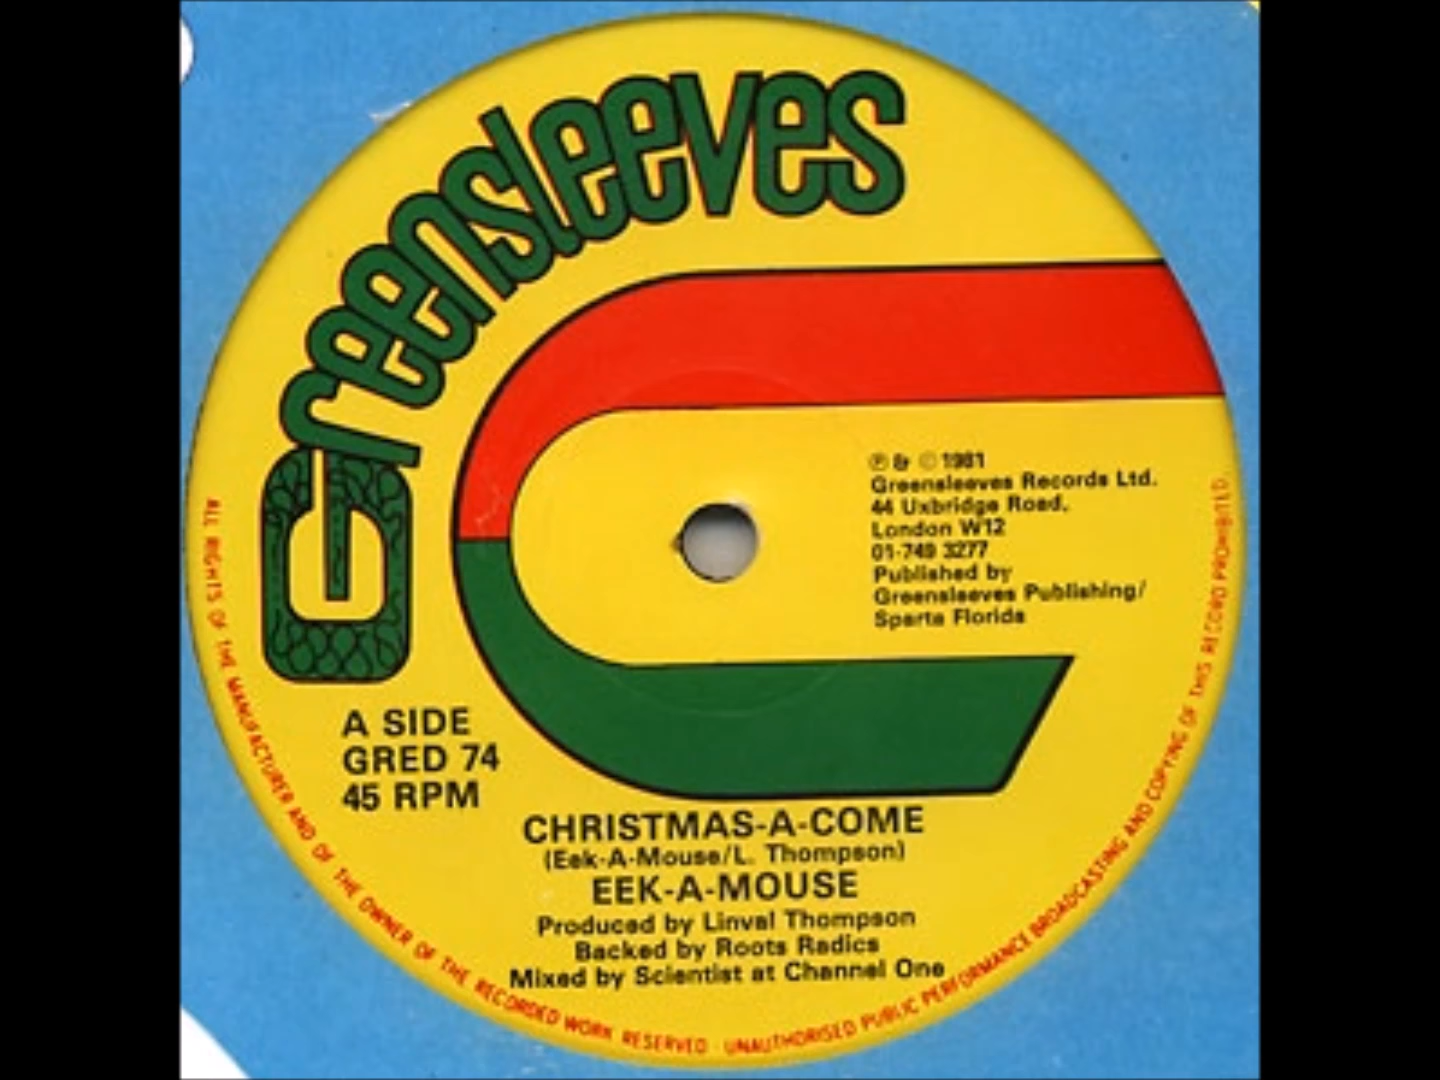 Greensleeves
℗ & © 1981
Greensleeves Records Ltd.
44 Uxbridge Road,
London W12
01-749 3277
Published by
Greensleeves Publishing/
Sparta Florida
A SIDE
GRED 74
45 RPM
CHRISTMAS-A-COME
(Eek-A-Mouse/L. Thompson)
EEK-A-MOUSE
Produced by Linval Thompson
Backed by Roots Radics
Mixed by Scientist at Channel One
ALL RIGHTS OF THE MANUFACTURER AND OF THE OWNER OF THE RECORDED WORK RESERVED UNAUTHORISED PUBLIC PERFORMANCE BROADCASTING AND COPYING OF THIS RECORD PROHIBITED